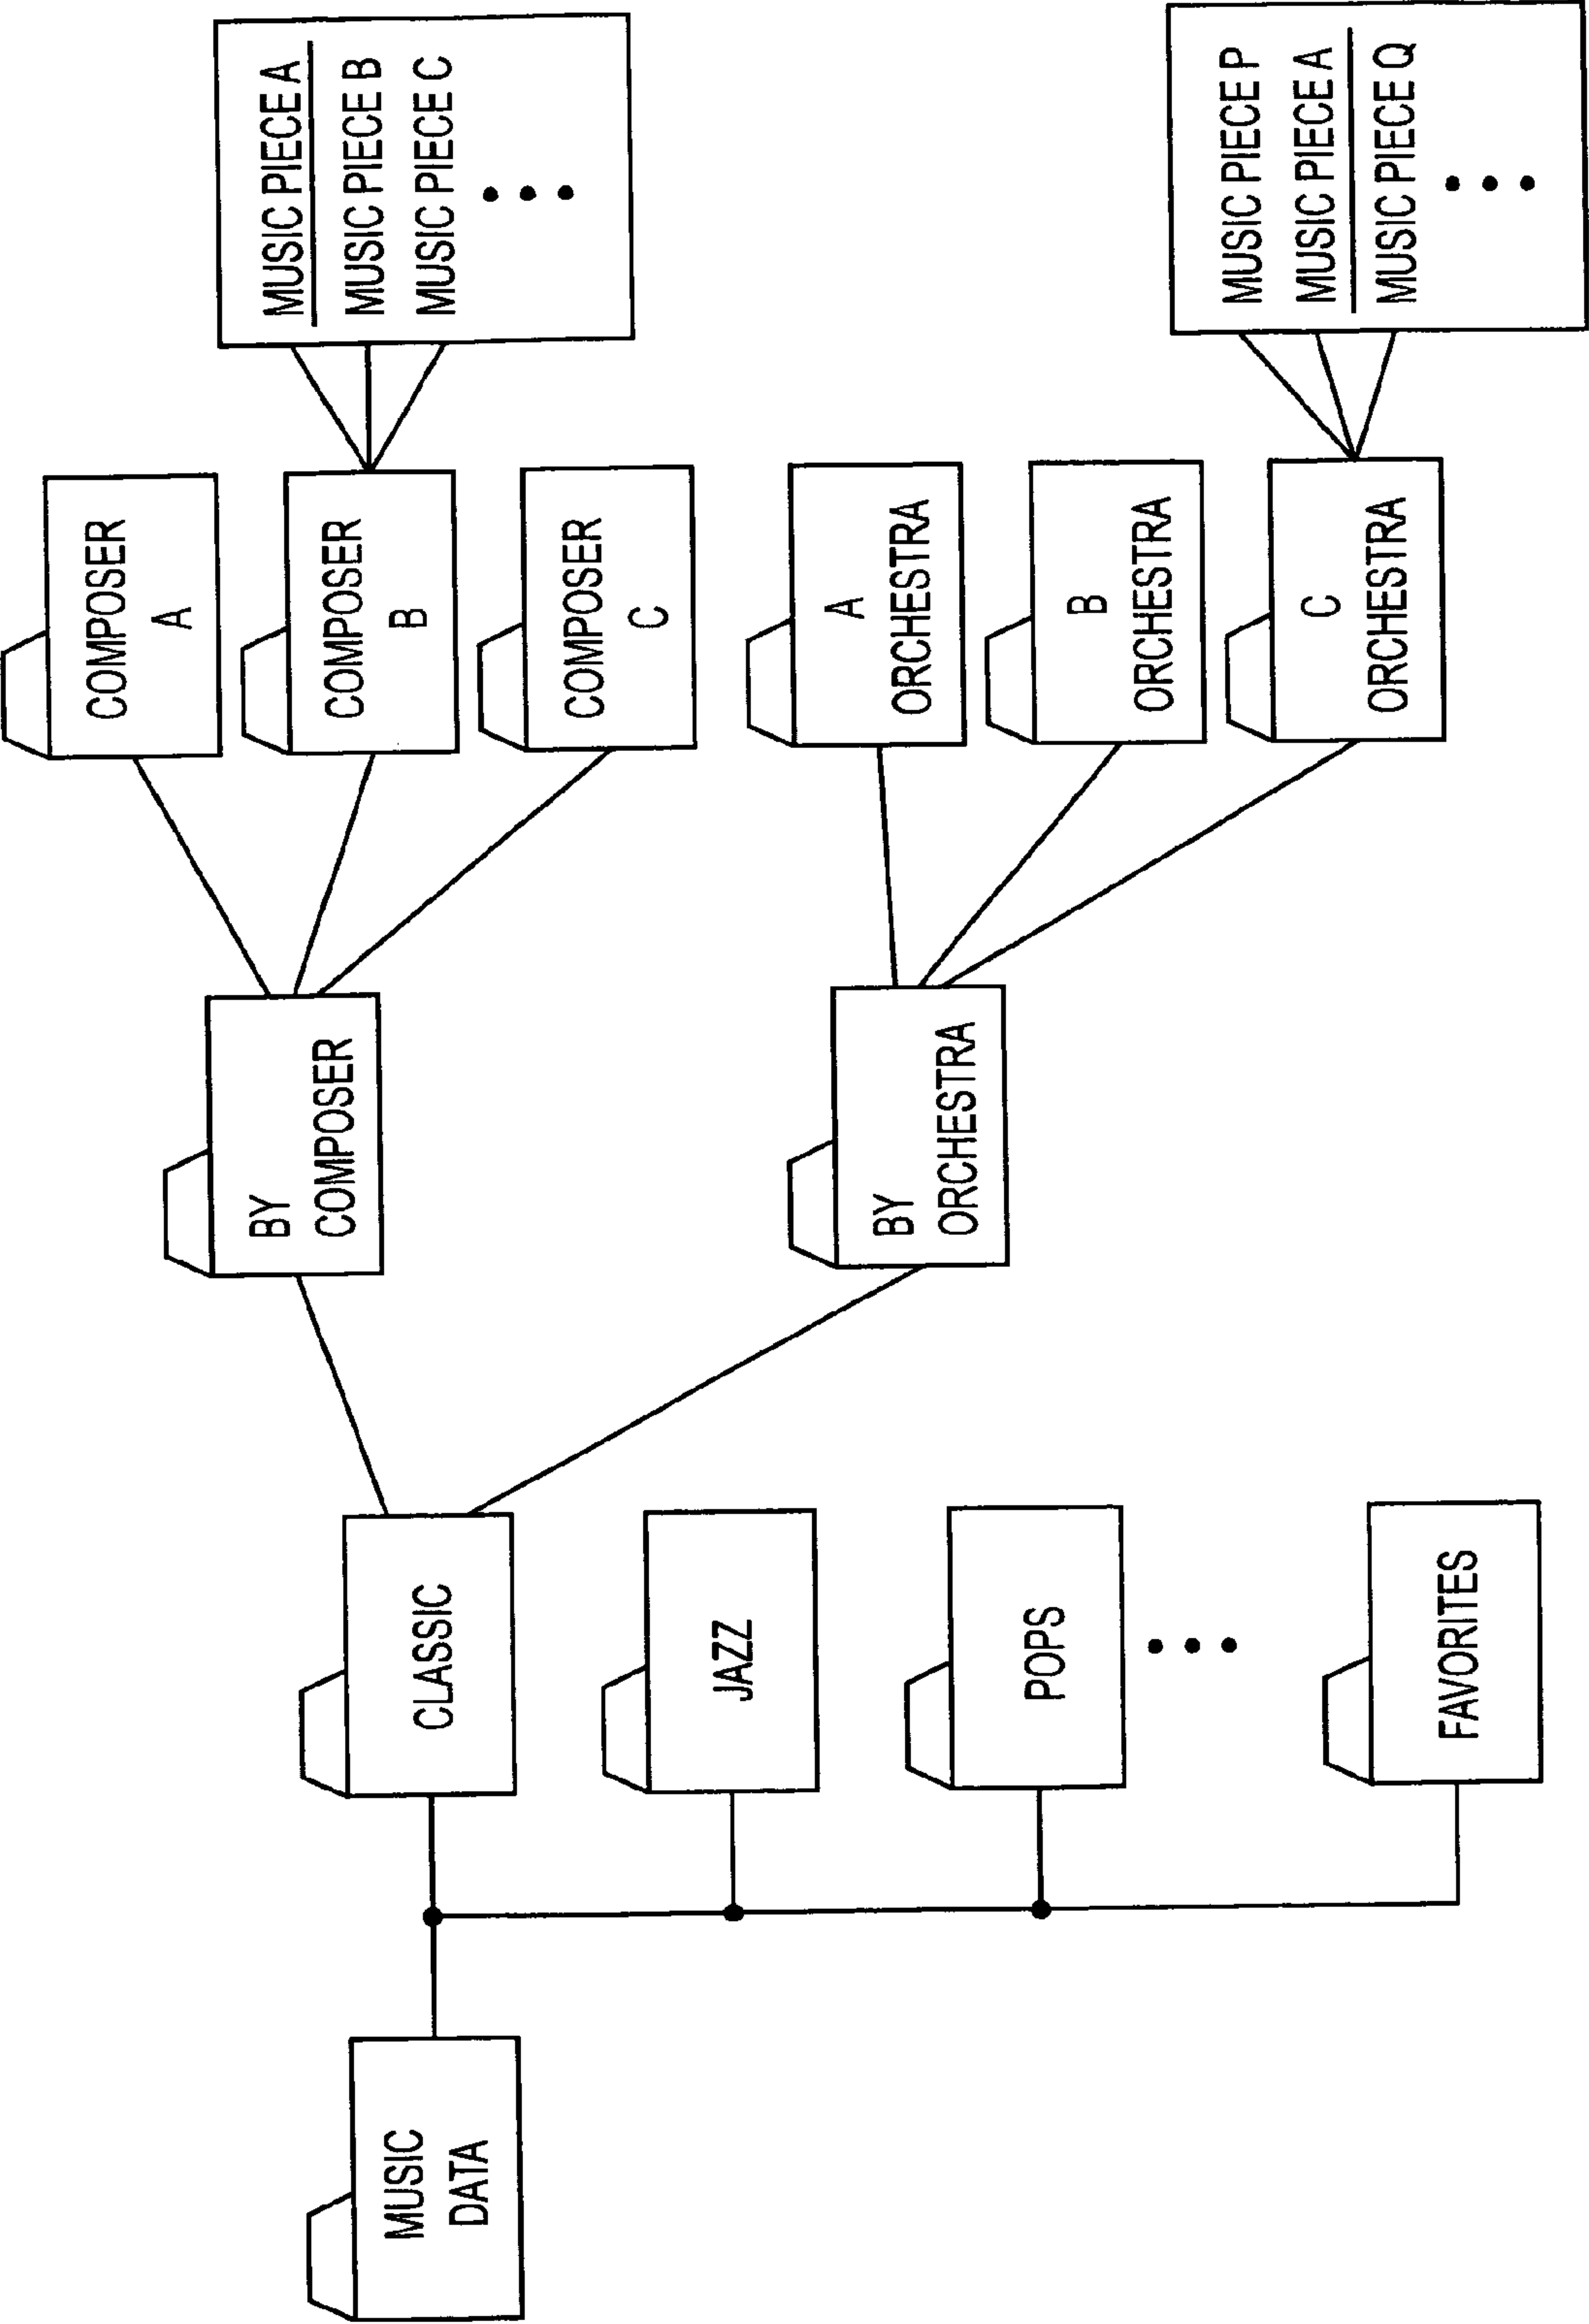 MUSIC
DATA
CLASSIC
JAZZ
POPS
FAVORITES
BY
COMPOSER
BY
ORCHESTRA
COMPOSER
A
COMPOSER
B
COMPOSER
C
A
ORCHESTRA
B
ORCHESTRA
C
ORCHESTRA
MUSIC PIECE A
MUSIC PIECE B
MUSIC PIECE C
MUSIC PIECE P
MUSIC PIECE A
MUSIC PIECE Q